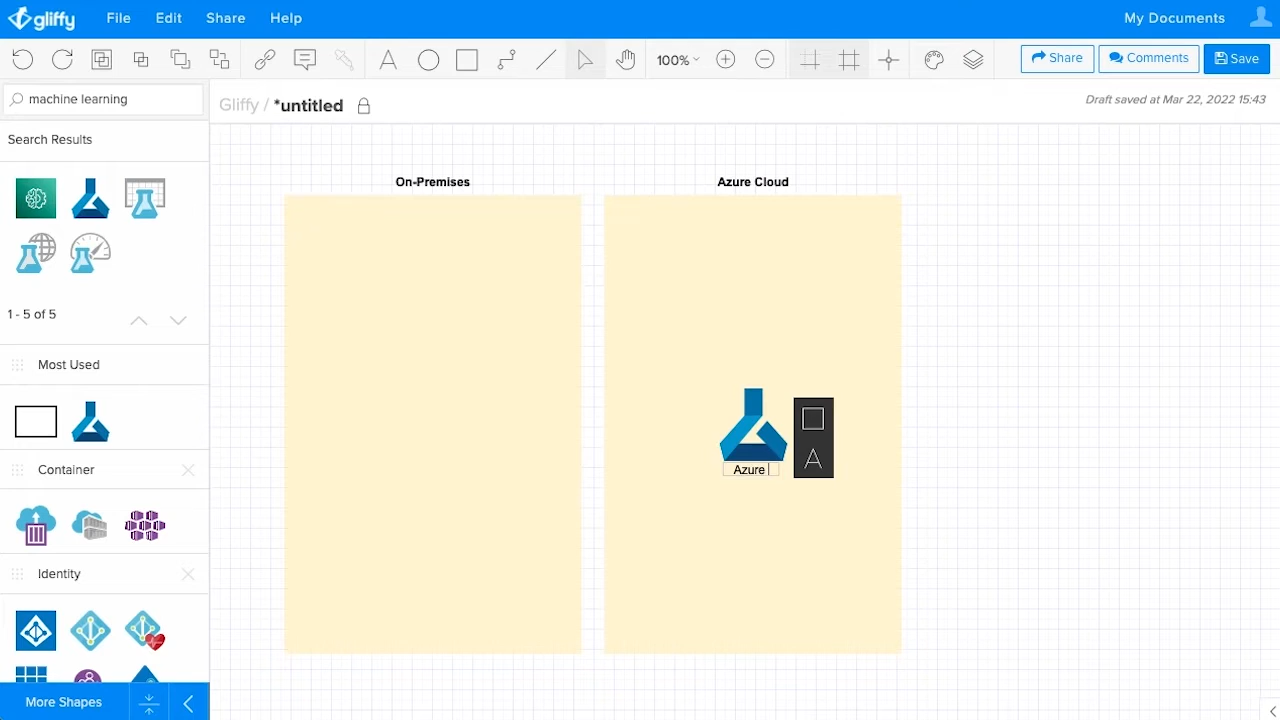 gliffy File Edit Share Help My Documents
100% Share Comments Save
machine learning
Gliffy / *untitled
Draft saved at Mar 22, 2022 15:43
Search Results
1 - 5 of 5
Most Used
Container
Identity
More Shapes
On-Premises Azure Cloud
Azure